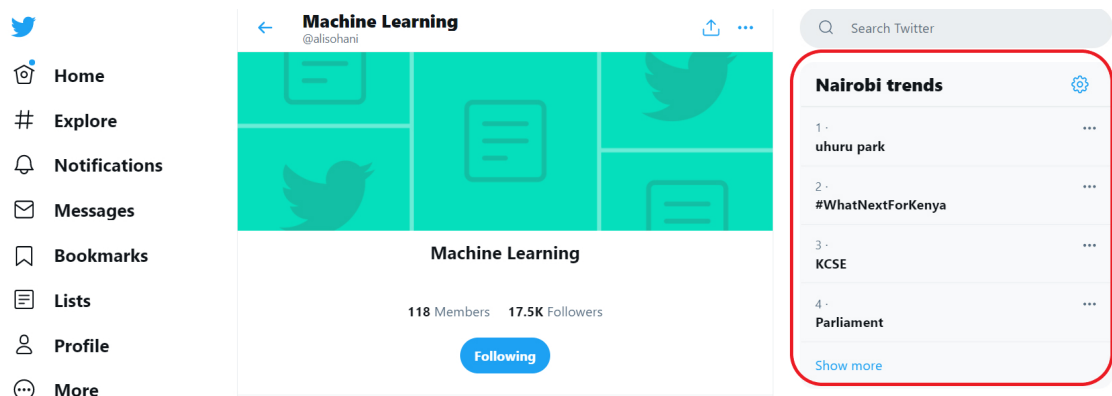 Home
Explore
Notifications
Messages
Bookmarks
Lists
Profile
More
Machine Learning
@alisohani
Machine Learning
118 Members 17.5K Followers
Following
Search Twitter
Nairobi trends
1 ·
uhuru park
2 ·
#WhatNextForKenya
3 ·
KCSE
4 ·
Parliament
Show more